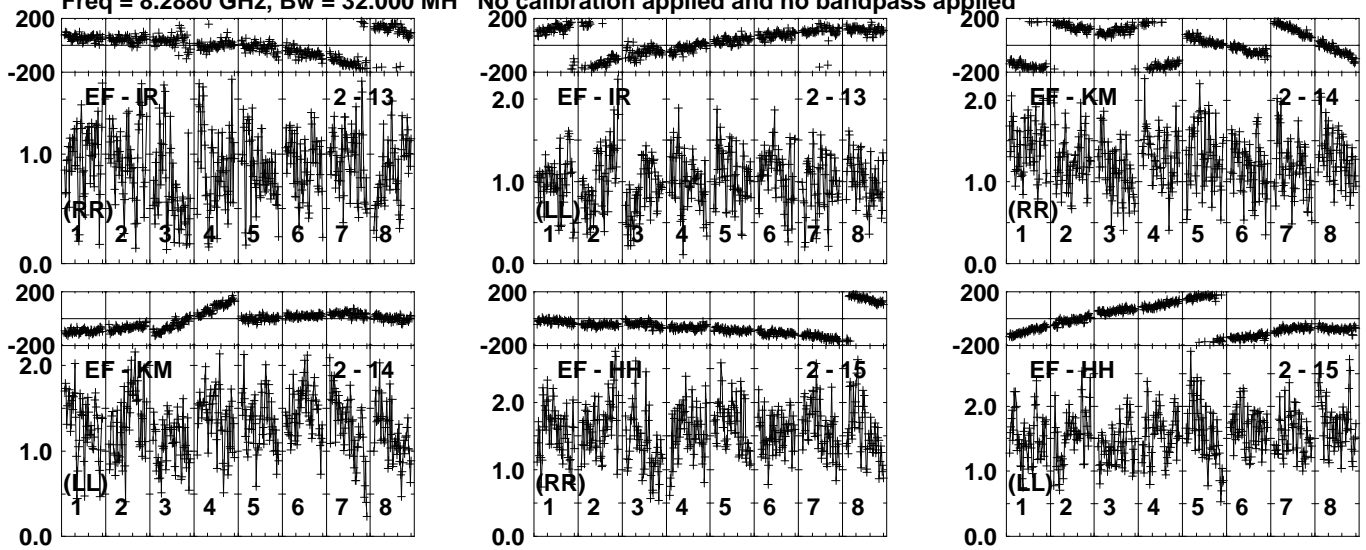 Freq = 8.2880 GHz, Bw = 32.000 MH No calibration applied and no bandpass applied
200
-200
EF - IR 2 - 13
1.0
(RR)
1 2 3 4 5 6 7 8
0.0
200
-200
2.0
EF - IR 2 - 13
1.0
(LL)
1 2 3 4 5 6 7 8
0.0
200
-200
2.0
EF - KM 2 - 14
1.0
(RR)
1 2 3 4 5 6 7 8
0.0
200
-200
2.0
EF - KM 2 - 14
1.0
(LL)
1 2 3 4 5 6 7 8
0.0
200
-200
EF - HH 2 - 15
2.0
1.0
(RR)
1 2 3 4 5 6 7 8
0.0
200
-200
EF - HH 2 - 15
2.0
1.0
(LL)
1 2 3 4 5 6 7 8
0.0